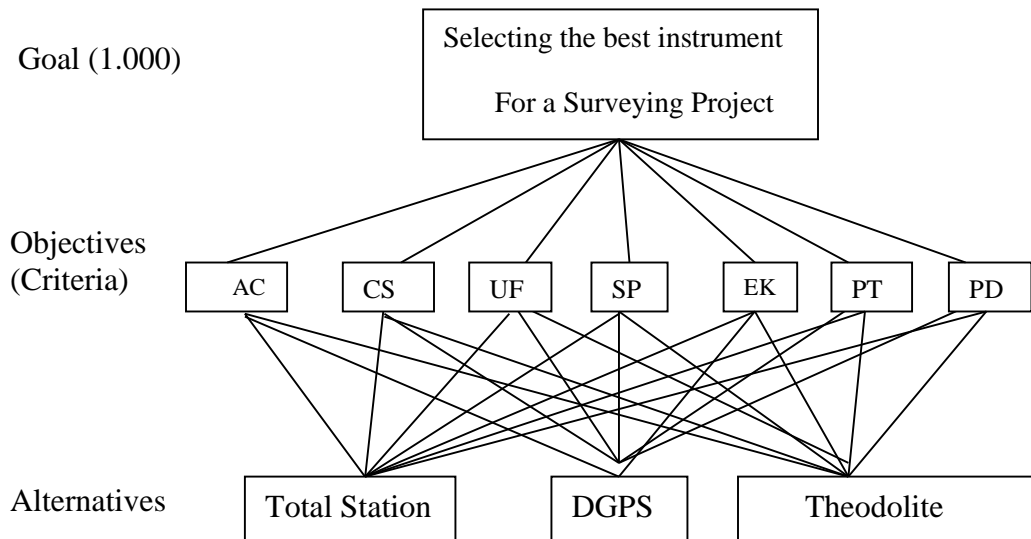 Goal (1.000)
Selecting the best instrument
For a Surveying Project
Objectives
(Criteria)
AC
CS
UF
SP
EK
PT
PD
Alternatives
Total Station
DGPS
Theodolite